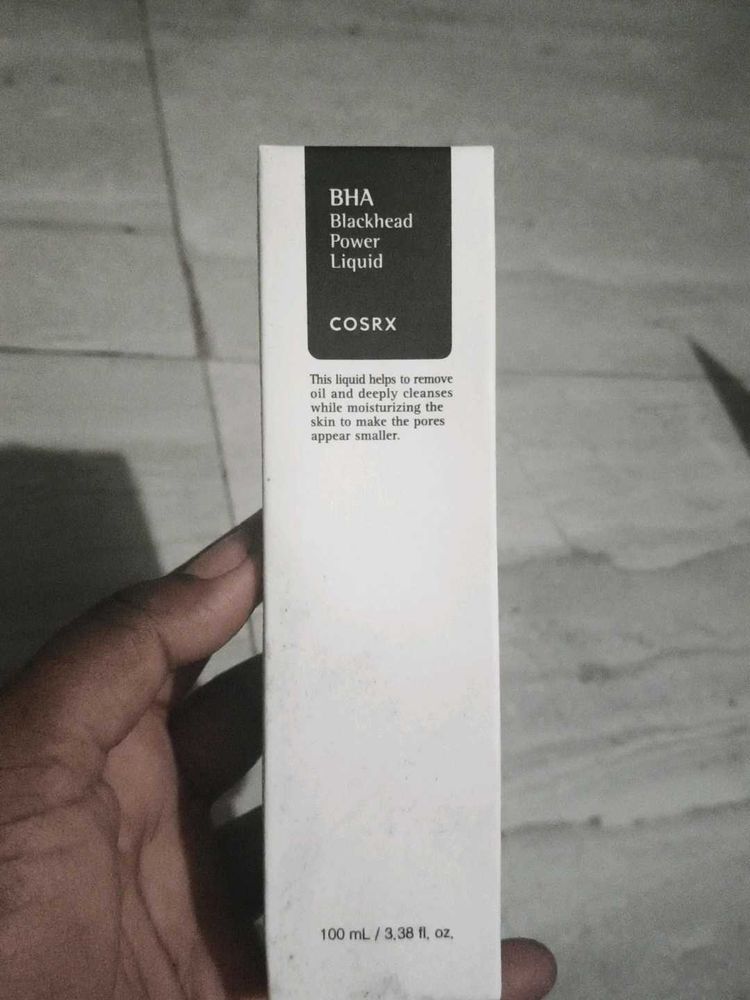 BHA
Blackhead
Power
Liquid
COSRX
This liquid helps to remove
oil and deeply cleanses
while moisturizing the
skin to make the pores
appear smaller.
100 mL / 3.38 fl. oz.